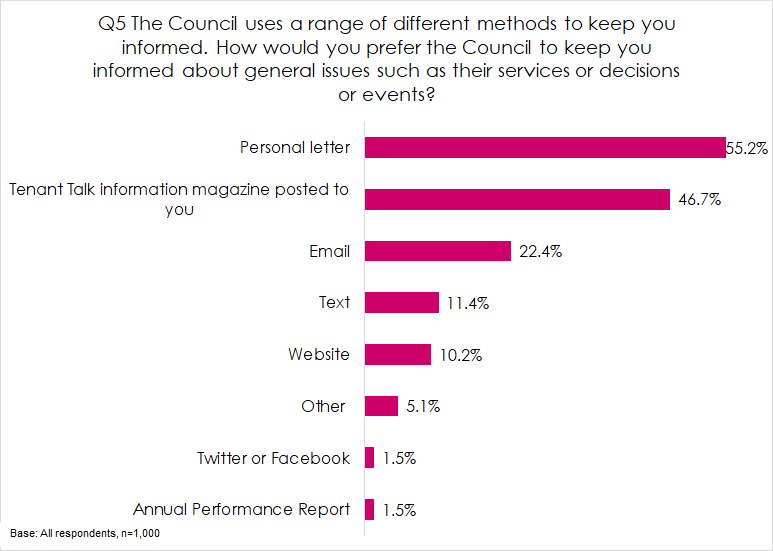 Q5 The Council uses a range of different methods to keep you
informed. How would you prefer the Council to keep you
informed about general issues such as their services or decisions
or events?
Personal letter 55.2%
Tenant Talk information magazine posted to
you 46.7%
Email 22.4%
Text 11.4%
Website 10.2%
Other 5.1%
Twitter or Facebook 1.5%
Annual Performance Report 1.5%
Base: All respondents, n=1,000